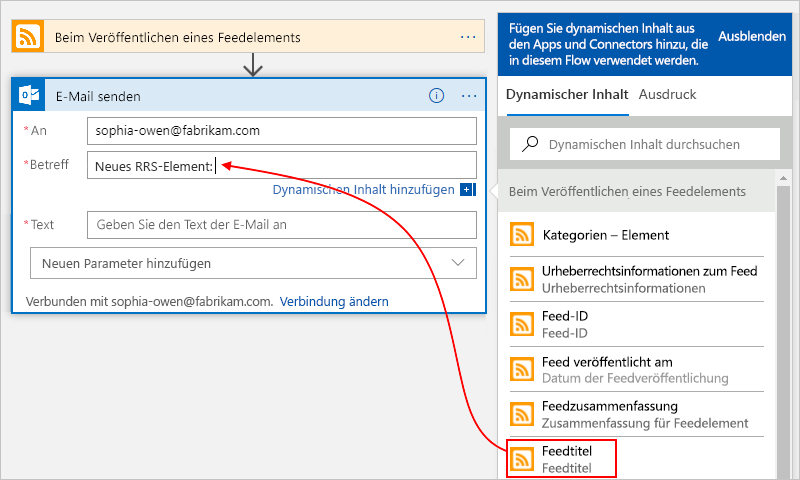 Beim Veröffentlichen eines Feedelements
E-Mail senden
*An
sophia-owen@fabrikam.com
*Betreff
Neues RRS-Element:
Dynamischen Inhalt hinzufügen
*Text
Geben Sie den Text der E-Mail an
Neuen Parameter hinzufügen
Verbunden mit sophia-owen@fabrikam.com. Verbindung ändern
Fügen Sie dynamischen Inhalt aus
den Apps und Connectors hinzu, die
in diesem Flow verwendet werden.
Ausblenden
Dynamischer Inhalt
Ausdruck
Dynamischen Inhalt durchsuchen
Beim Veröffentlichen eines Feedelements
Kategorien – Element
Urheberrechtsinformationen zum Feed
Urheberrechtsinformationen
Feed-ID
Feed-ID
Feed veröffentlicht am
Datum der Feedveröffentlichung
Feedzusammenfassung
Zusammenfassung für Feedelement
Feedtitel
Feedtitel